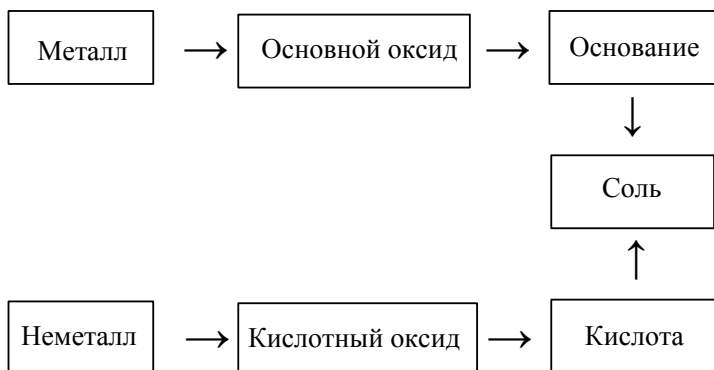 Металл
Основной оксид
Основание
Соль
Неметалл
Кислотный оксид
Кислота